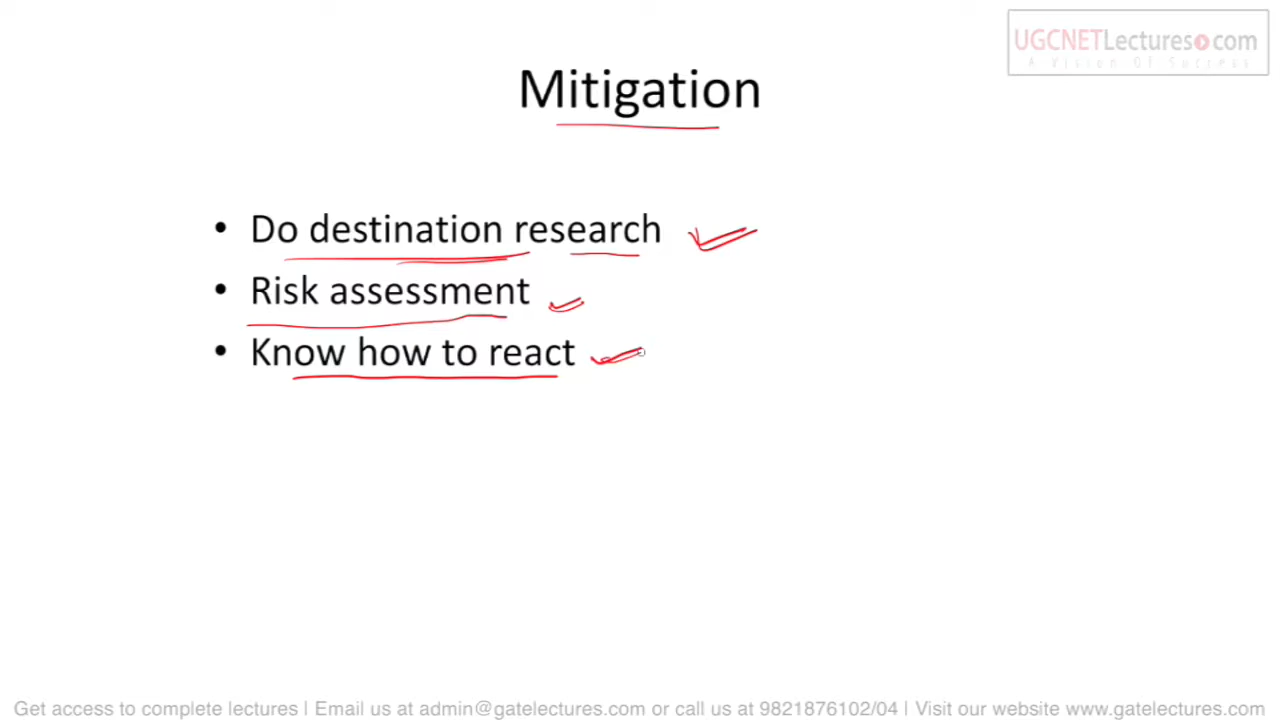 UGCNETLectures.com
A Vision Of Success
Mitigation
• Do destination research
• Risk assessment
• Know how to react
Get access to complete lectures | Email us at admin@gatelectures.com or call us at 9821876102/04 | Visit our website www.gatelectures.com